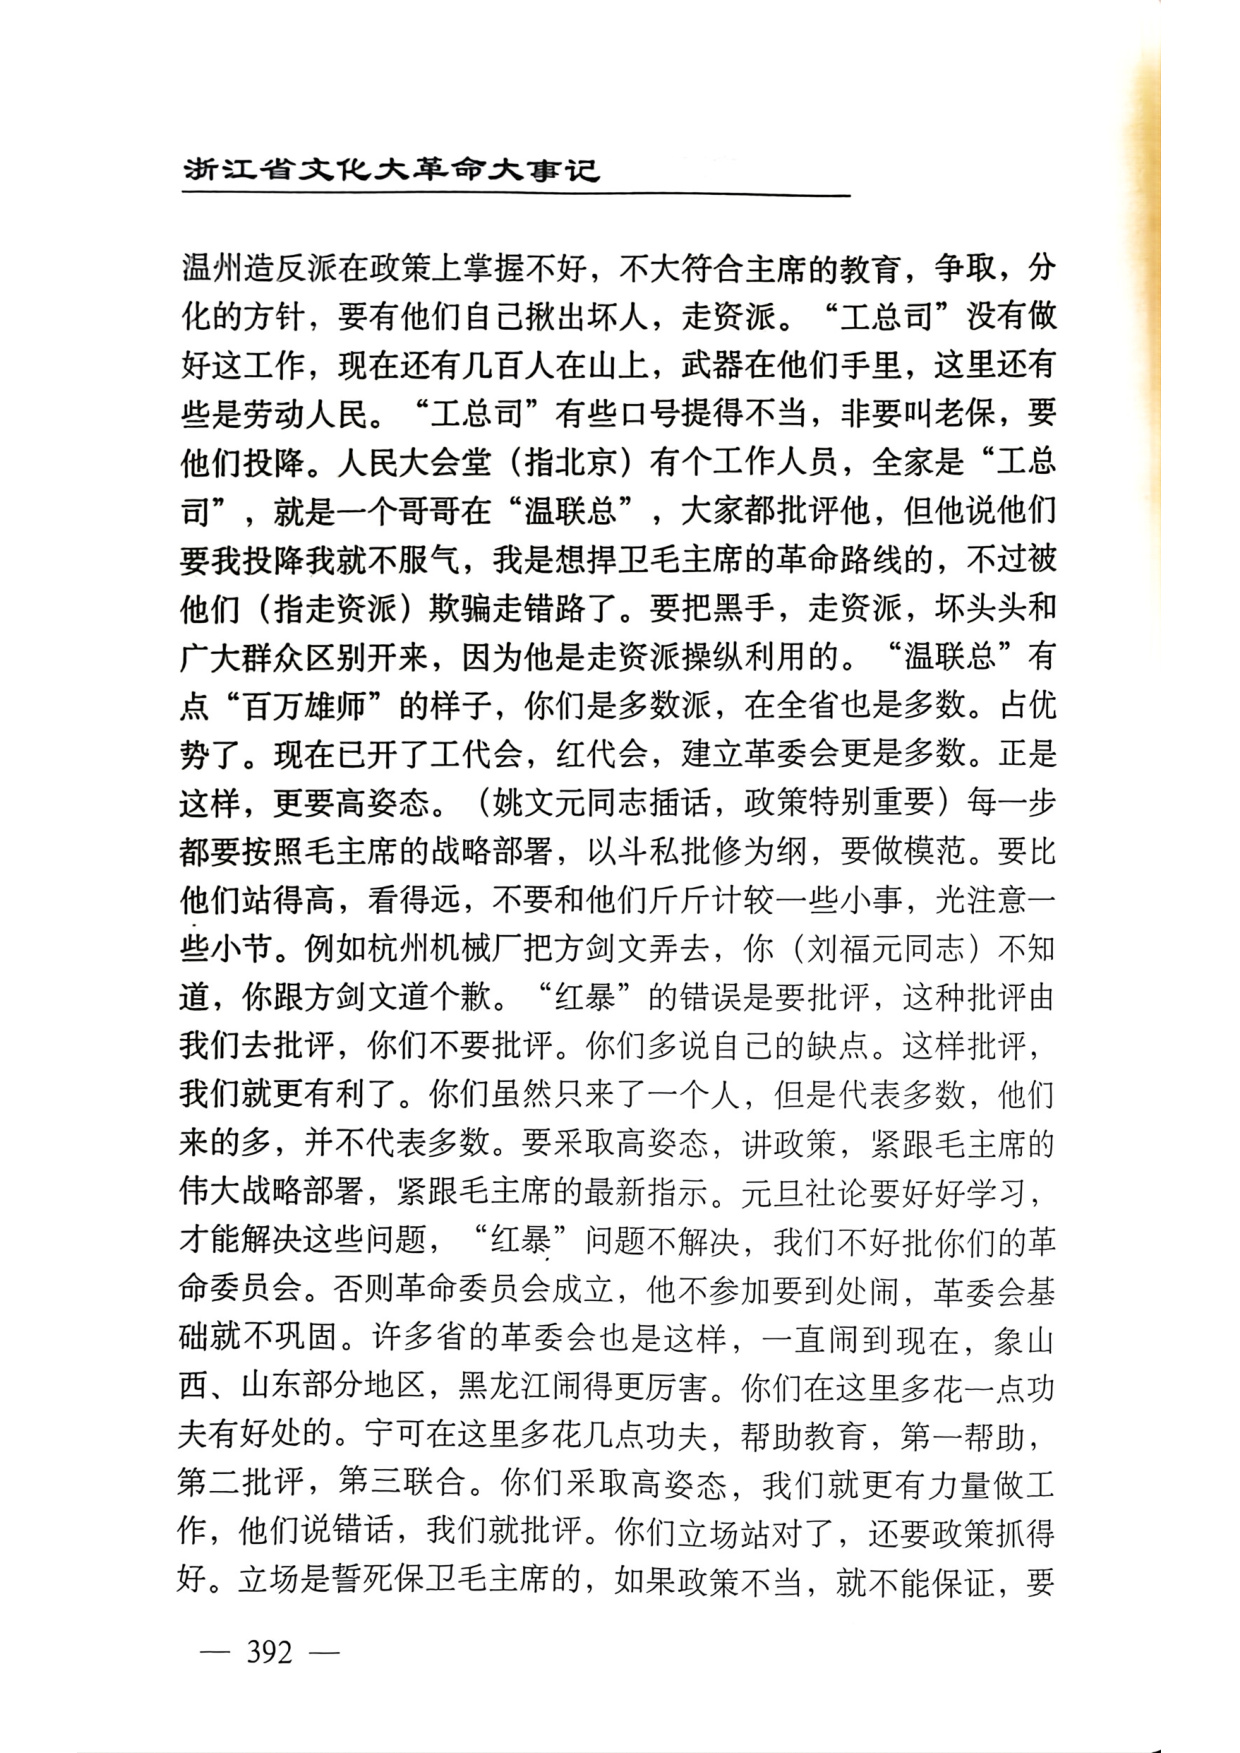 浙江省文化大革命大事记
温州造反派在政策上掌握不好，不大符合主席的教育，争取，分
化的方针，要有他们自己揪出坏人，走资派。“工总司”没有做
好这工作，现在还有几百人在山上，武器在他们手里，这里还有
些是劳动人民。“工总司”有些口号提得不当，非要叫老保，要
他们投降。人民大会堂（指北京）有个工作人员，全家是“工总
司”，就是一个哥哥在“温联总”，大家都批评他，但他说他们
要我投降我就不服气，我是想捍卫毛主席的革命路线的，不过被
他们（指走资派）欺骗走错路了。要把黑手，走资派，坏头头和
广大群众区别开来，因为他是走资派操纵利用的。“温联总”有
点“百万雄师”的样子，你们是多数派，在全省也是多数。占优
势了。现在已开了工代会，红代会，建立革委会更是多数。正是
这样，更要高姿态。（姚文元同志插话，政策特别重要）每一步
都要按照毛主席的战略部署，以斗私批修为纲，要做模范。要比
他们站得高，看得远，不要和他们斤斤计较一些小事，光注意一
些小节。例如杭州机械厂把方剑文弄去，你（刘福元同志）不知
道，你跟方剑文道个歉。“红暴”的错误是要批评，这种批评由
我们去批评，你们不要批评。你们多说自己的缺点。这样批评，
我们就更有利了。你们虽然只来了一个人，但是代表多数，他们
来的多，并不代表多数。要采取高姿态，讲政策，紧跟毛主席的
伟大战略部署，紧跟毛主席的最新指示。元旦社论要好好学习，
才能解决这些问题，“红暴”问题不解决，我们不好批你们的革
命委员会。否则革命委员会成立，他不参加要到处闹，革委会基
础就不巩固。许多省的革委会也是这样，一直闹到现在，象山
西、山东部分地区，黑龙江闹得更厉害。你们在这里多花一点功
夫有好处的。宁可在这里多花几点功夫，帮助教育，第一帮助，
第二批评，第三联合。你们采取高姿态，我们就更有力量做工
作，他们说错话，我们就批评。你们立场站对了，还要政策抓得
好。立场是誓死保卫毛主席的，如果政策不当，就不能保证，要
— 392 —